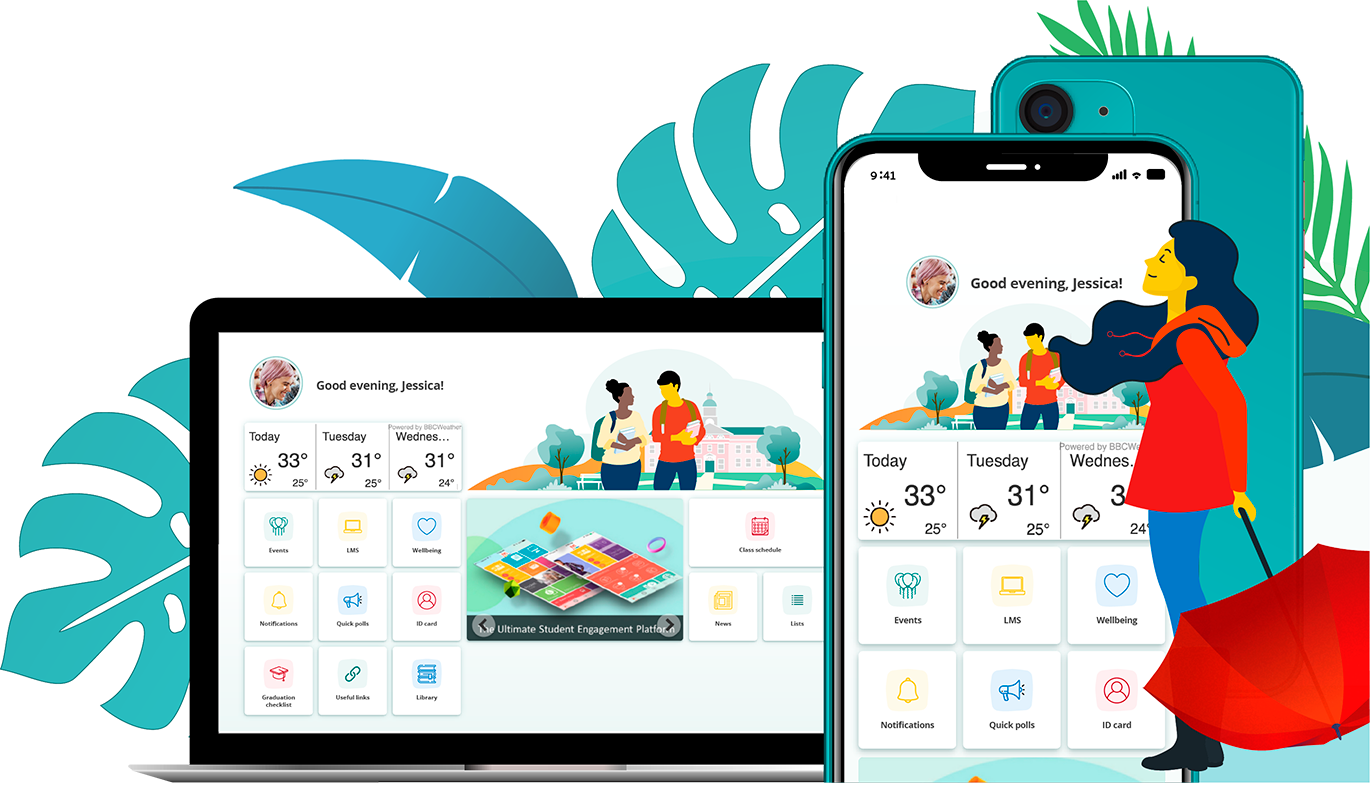 Good evening, Jessica!
Powered by BBCWeather
Today
Tuesday
Wednes...
33°
31°
31°
25°
25°
24°
Events
LMS
Wellbeing
Class schedule
Notifications
Quick polls
ID card
The Ultimate Student Engagement Platform
News
Lists
Graduation
checklist
Useful links
Library
9:41
Good evening, Jessica!
Powered by
Today
Tuesday
Wednes.
33°
31°
25°
25°
24°
Events
LMS
Wellbeing
Notifications
Quick polls
ID card